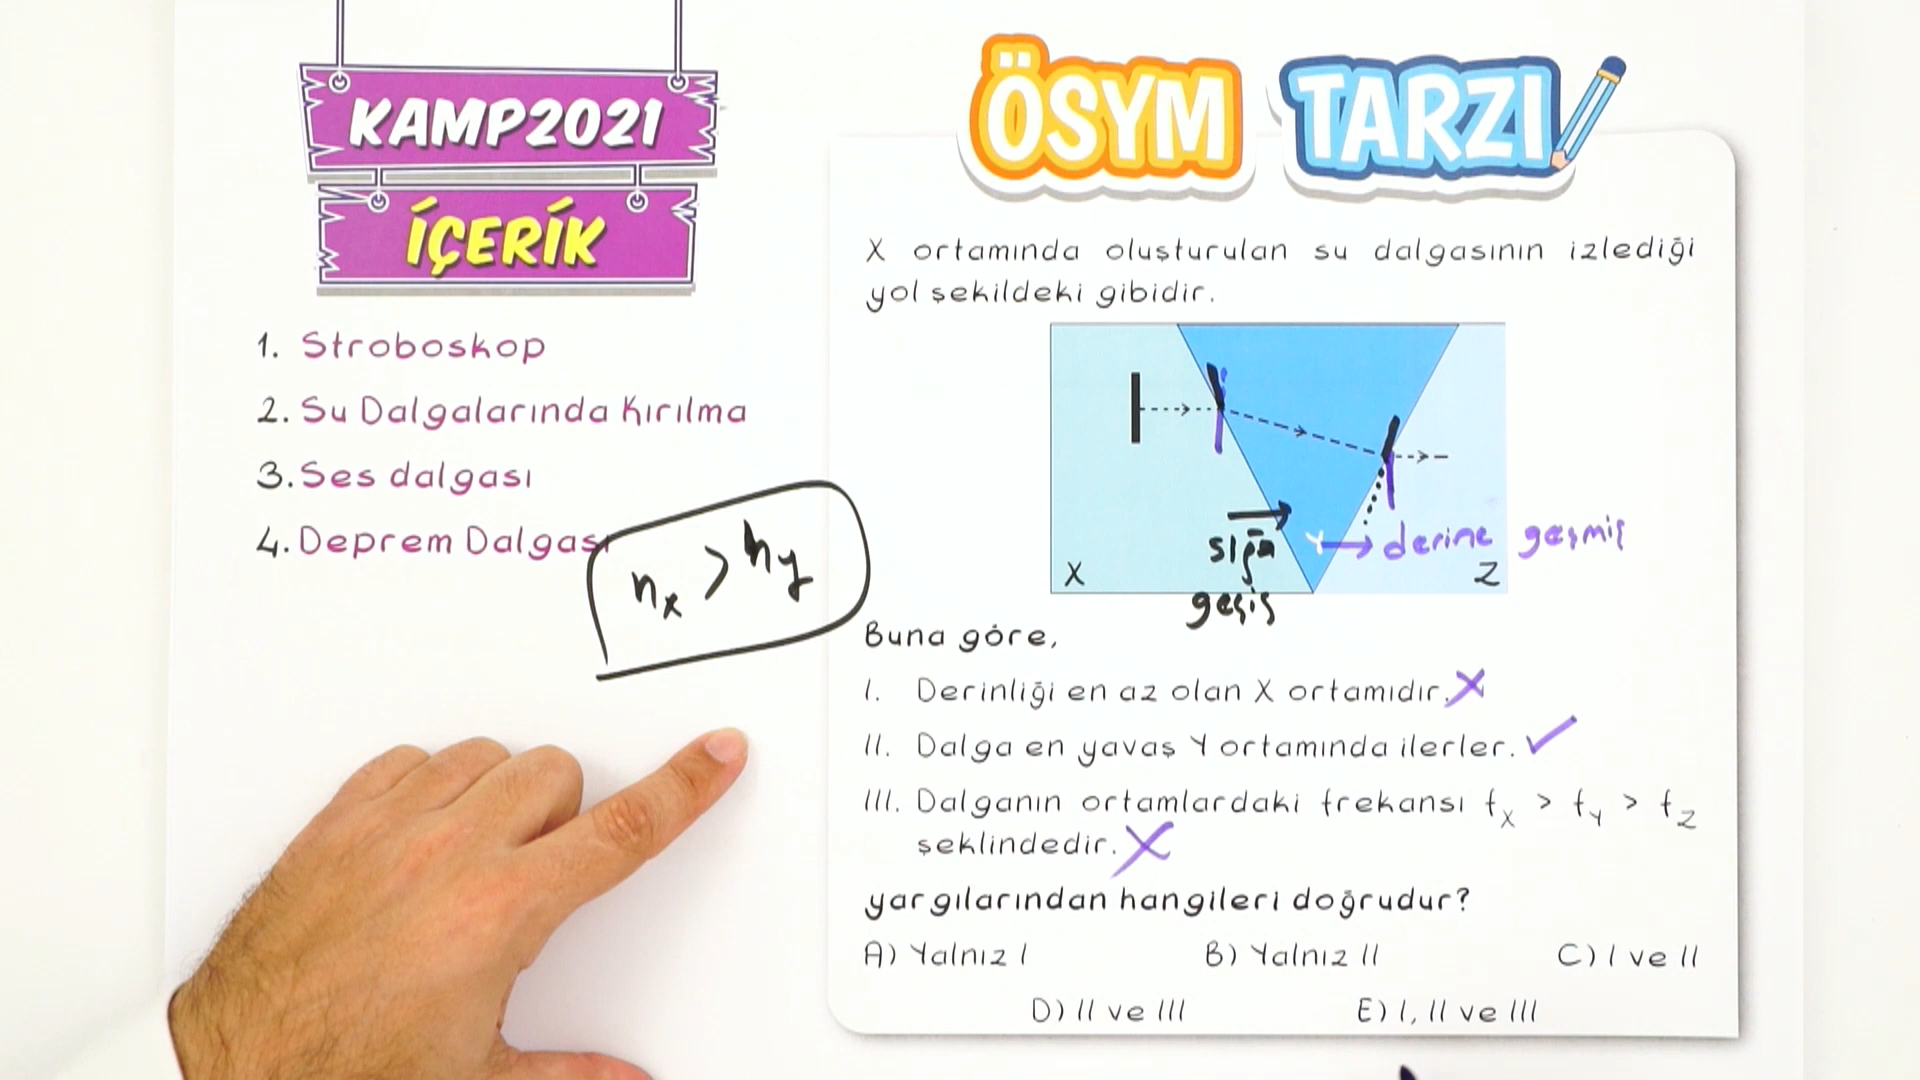 KAMP2021
İÇERİK
1. Stroboskop
2. Su Dalgalarında Kırılma
3. Ses dalgası
4. Deprem Dalgası
hx > hy
ÖSYM TARZI
X ortamında oluşturulan su dalgasının izlediği
yol şekildeki gibidir.
sığa
geçiş
Y
derine geçmiş
X
Z
Buna göre,
I. Derinliği en az olan X ortamıdır.
II. Dalga en yavaş Y ortamında ilerler.
III. Dalganın ortamlardaki frekansı fX > fY > fZ
şeklindedir.
yargılarından hangileri doğrudur?
A) Yalnız I B) Yalnız II C) I ve II
D) II ve III E) I, II ve III